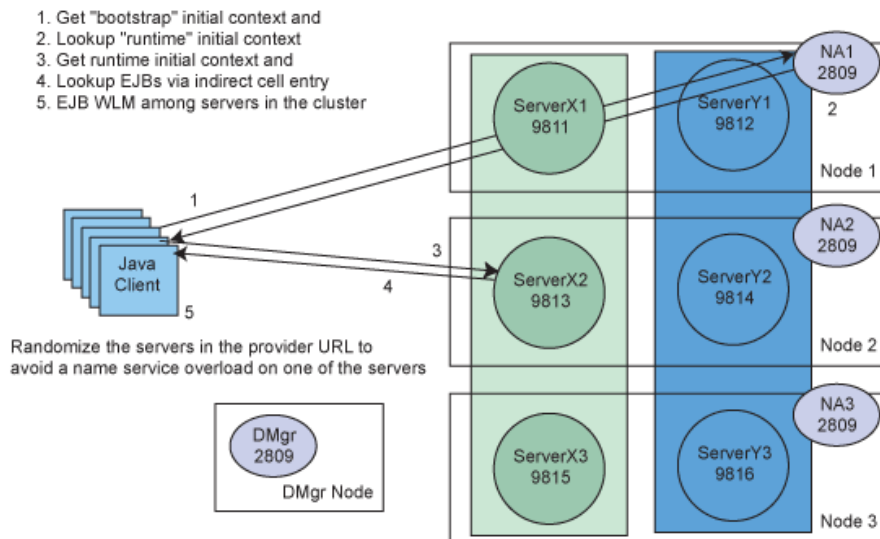 1. Get "bootstrap" initial context and
2. Lookup "runtime" initial context
3. Get runtime initial context and
4. Lookup EJBs via indirect cell entry
5. EJB WLM among servers in the cluster
NA1
2809
ServerX1
9811
ServerY1
9812
2
Node 1
1
NA2
2809
Java
Client
3
4
5
ServerX2
9813
ServerY2
9814
Node 2
Randomize the servers in the provider URL to
avoid a name service overload on one of the servers
NA3
2809
DMgr
2809
DMgr Node
ServerX3
9815
ServerY3
9816
Node 3